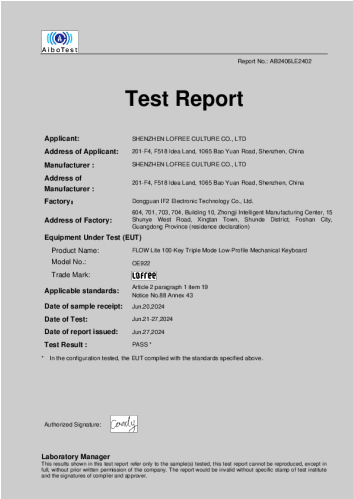 AiboTest
Report No.: AB2406LE2402
Test Report
Applicant: SHENZHEN LOFREE CULTURE CO., LTD
Address of Applicant: 201-F4, F518 Idea Land, 1065 Bao Yuan Road, Shenzhen, China
Manufacturer : SHENZHEN LOFREE CULTURE CO., LTD
Address of
Manufacturer : 201-F4, F518 Idea Land, 1065 Bao Yuan Road, Shenzhen, China
Factory: Dongguan IF2 Electronic Technology Co., Ltd.
Address of Factory: 604, 701, 703, 704, Building 10, Zhongji Intelligent Manufacturing Center, 15
Shunye West Road, Xingtan Town, Shunde District, Foshan City,
Guangdong Province (residence declaration)
Equipment Under Test (EUT)
Product Name: FLOW Lite 100-Key Triple Mode Low-Profile Mechanical Keyboard
Model No.: OE922
Trade Mark: Lofree
Applicable standards: Article 2 paragraph 1 item 19
Notice No.88 Annex 43
Date of sample receipt: Jun.20,2024
Date of Test: Jun.21-27,2024
Date of report issued: Jun.27,2024
Test Result : PASS *
* In the configuration tested, the EUT complied with the standards specified above.
Authorized Signature:
Laboratory Manager
This results shown in this test report refer only to the sample(s) tested, this test report cannot be reproduced, except in
full, without prior written permission of the company. The report would be invalid without specific stamp of test institute
and the signatures of compiler and approver.